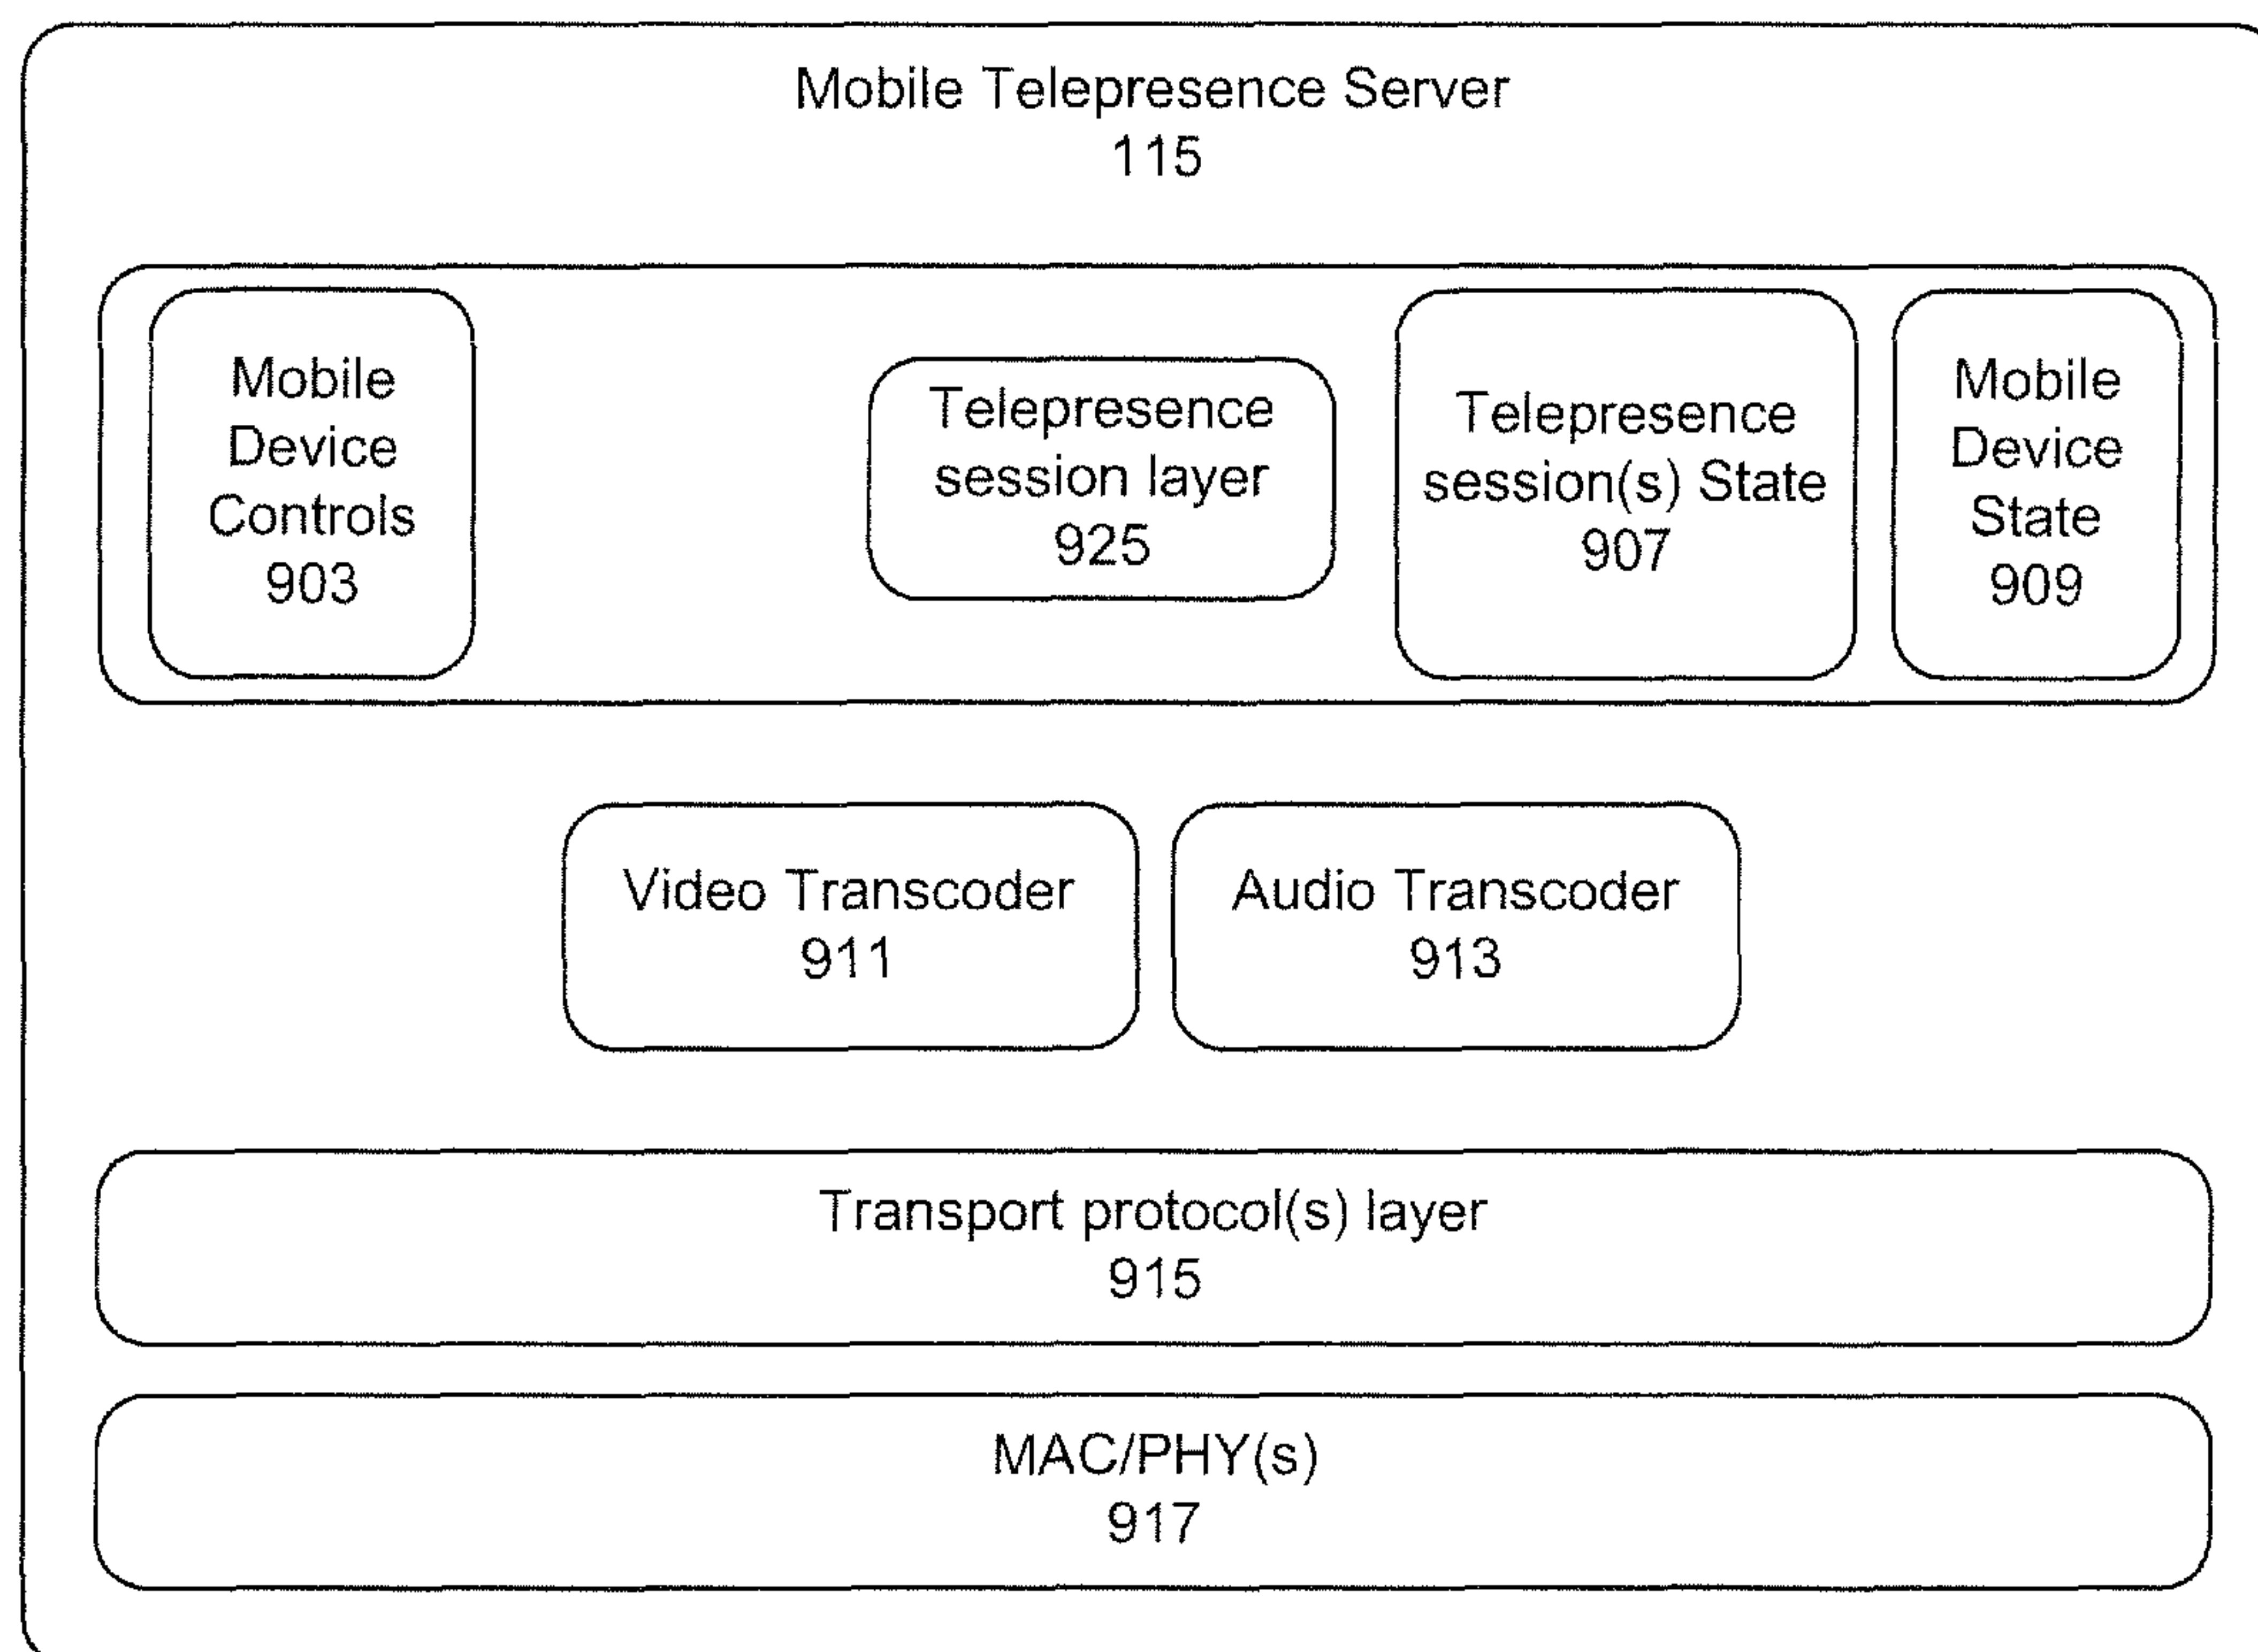 Mobile Telepresence Server
115
Mobile
Device
Controls
903
Telepresence
session layer
925
Telepresence
session(s) State
907
Mobile
Device
State
909
Video Transcoder
911
Audio Transcoder
913
Transport protocol(s) layer
915
MAC/PHY(s)
917